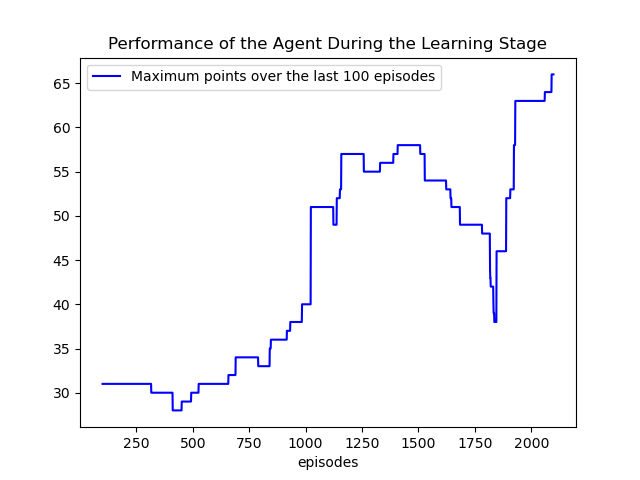 Performance of the Agent During the Learning Stage
Maximum points over the last 100 episodes
65
60
55
50
45
40
35
30
250 500 750 1000 1250 1500 1750 2000
episodes